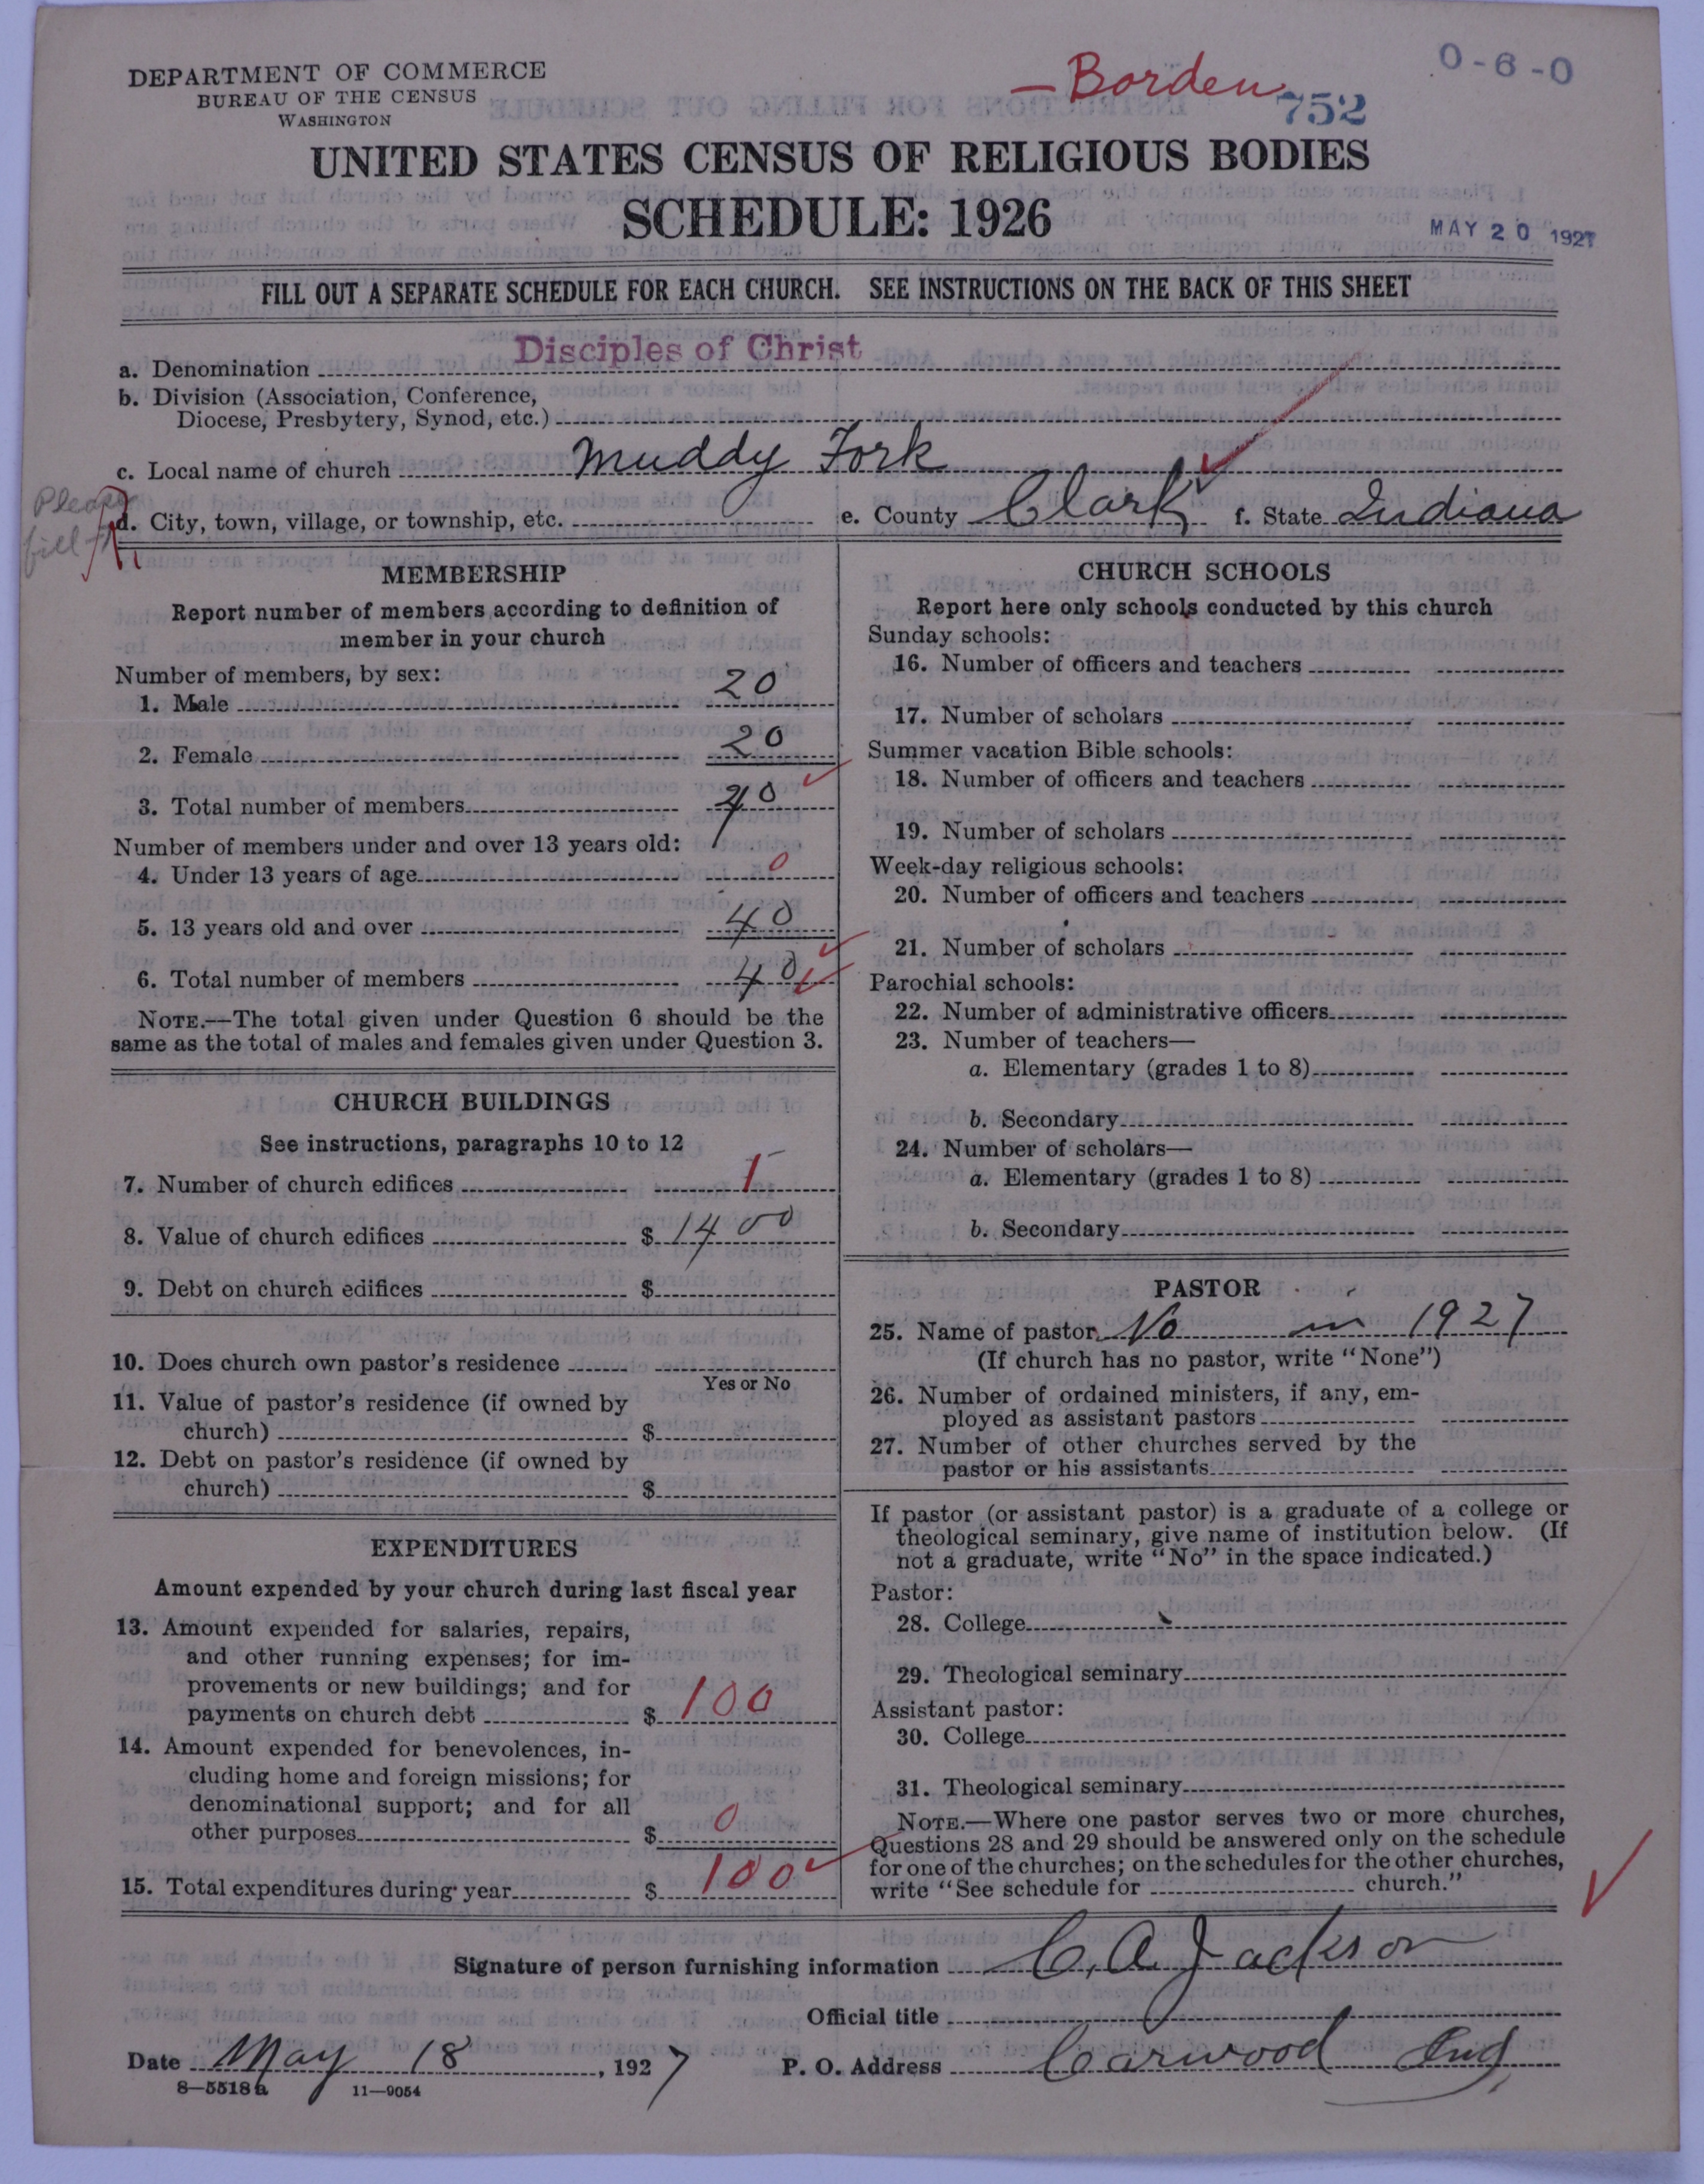 DEPARTMENT OF COMMERCE
BUREAU OF THE CENSUS
WASHINGTON
—Borden
752
0-6-0
UNITED STATES CENSUS OF RELIGIOUS BODIES
SCHEDULE: 1926
MAY 20 1927
FILL OUT A SEPARATE SCHEDULE FOR EACH CHURCH. SEE INSTRUCTIONS ON THE BACK OF THIS SHEET
a. Denomination Disciples of Christ
b. Division (Association, Conference,
Diocese, Presbytery, Synod, etc.)
c. Local name of church Muddy Fork
Please
fill
d. City, town, village, or township, etc. e. County Clark f. State Indiana
MEMBERSHIP
Report number of members according to definition of
member in your church
Number of members, by sex:
1. Male 20
2. Female 20
3. Total number of members 40
Number of members under and over 13 years old:
4. Under 13 years of age 0
5. 13 years old and over 40
6. Total number of members 40
NOTE.—The total given under Question 6 should be the
same as the total of males and females given under Question 3.
CHURCH BUILDINGS
See instructions, paragraphs 10 to 12
7. Number of church edifices 1
8. Value of church edifices $ 1400
9. Debt on church edifices $
10. Does church own pastor's residence
Yes or No
11. Value of pastor's residence (if owned by
church) $
12. Debt on pastor's residence (if owned by
church) $
EXPENDITURES
Amount expended by your church during last fiscal year
13. Amount expended for salaries, repairs,
and other running expenses; for im-
provements or new buildings; and for
payments on church debt $ 100
14. Amount expended for benevolences, in-
cluding home and foreign missions; for
denominational support; and for all
other purposes $ 0
15. Total expenditures during year $ 100
CHURCH SCHOOLS
Report here only schools conducted by this church
Sunday schools:
16. Number of officers and teachers
17. Number of scholars
Summer vacation Bible schools:
18. Number of officers and teachers
19. Number of scholars
Week-day religious schools:
20. Number of officers and teachers
21. Number of scholars
Parochial schools:
22. Number of administrative officers
23. Number of teachers—
a. Elementary (grades 1 to 8)
b. Secondary
24. Number of scholars—
a. Elementary (grades 1 to 8)
b. Secondary
PASTOR
25. Name of pastor No in 1927
(If church has no pastor, write "None")
26. Number of ordained ministers, if any, em-
ployed as assistant pastors
27. Number of other churches served by the
pastor or his assistants
If pastor (or assistant pastor) is a graduate of a college or
theological seminary, give name of institution below. (If
not a graduate, write "No" in the space indicated.)
Pastor:
28. College
29. Theological seminary
Assistant pastor:
30. College
31. Theological seminary
NOTE.—Where one pastor serves two or more churches,
Questions 28 and 29 should be answered only on the schedule
for one of the churches; on the schedules for the other churches,
write "See schedule for church."
Signature of person furnishing information C. A. Jackson
Official title
Date May 18, 1927 P. O. Address Carwood Ind,
8—5518a 11—9054